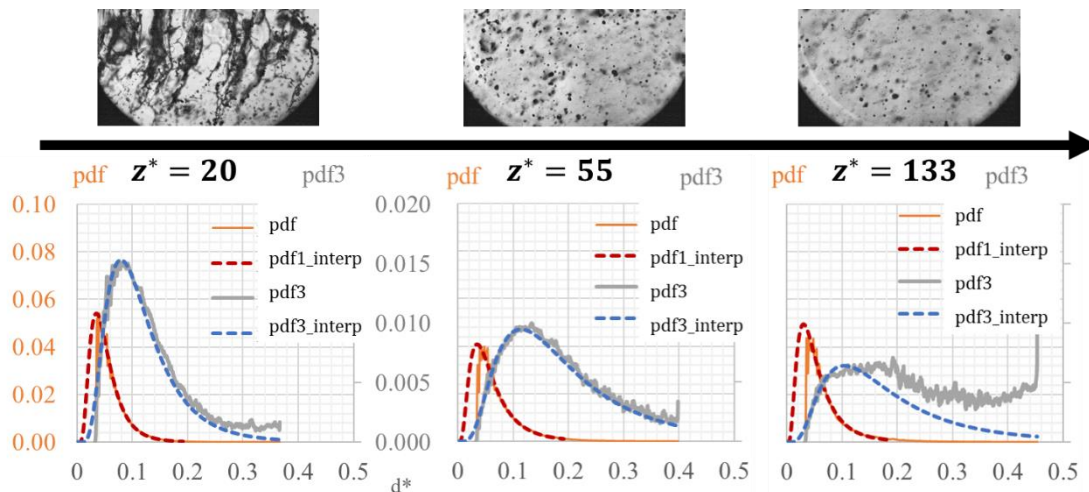 pdf z* = 20 pdf3
pdf z* = 55 pdf3
pdf z* = 133 pdf3
0.10
0.08
0.06
0.04
0.02
0.00
pdf
pdf1_interp
pdf3
pdf3_interp
0 0.1 0.2 0.3 0.4 0.5
0.020
0.015
0.010
0.005
0.000
pdf
pdf1_interp
pdf3
pdf3_interp
0 0.1 0.2 0.3 0.4 0.5
d*
pdf
pdf1_interp
pdf3
pdf3_interp
0 0.1 0.2 0.3 0.4 0.5